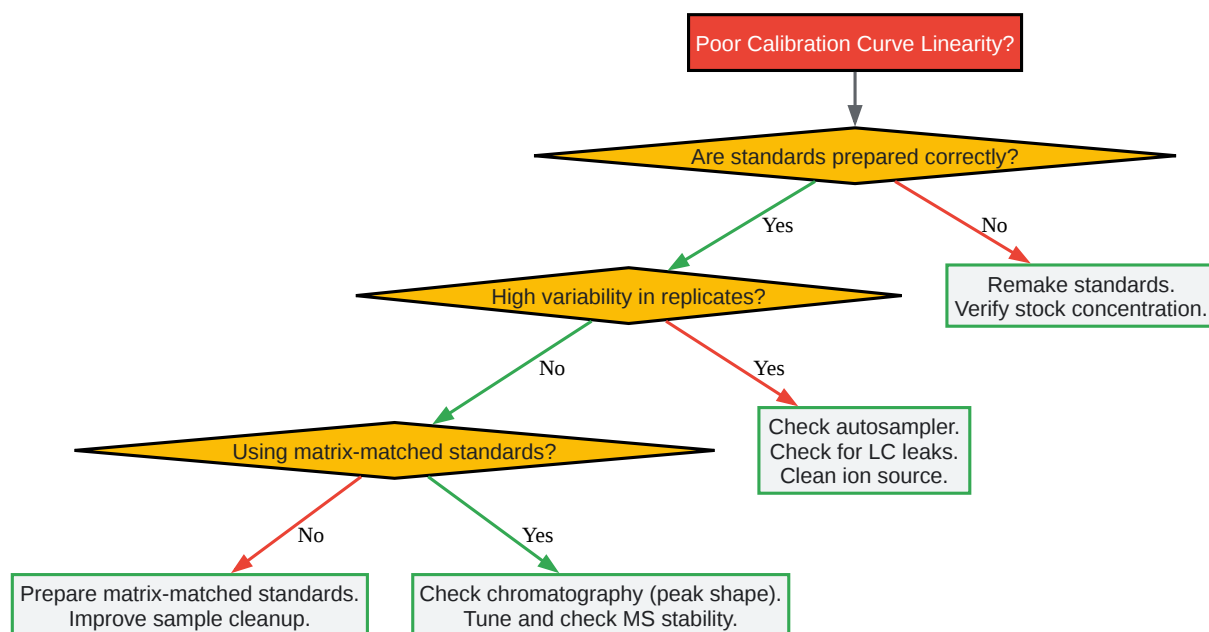 Poor Calibration Curve Linearity?
Are standards prepared correctly?
Yes
No
High variability in replicates?
Remake standards.
Verify stock concentration.
No
Yes
Using matrix-matched standards?
Check autosampler.
Check for LC leaks.
Clean ion source.
No
Yes
Prepare matrix-matched standards.
Improve sample cleanup.
Check chromatography (peak shape).
Tune and check MS stability.